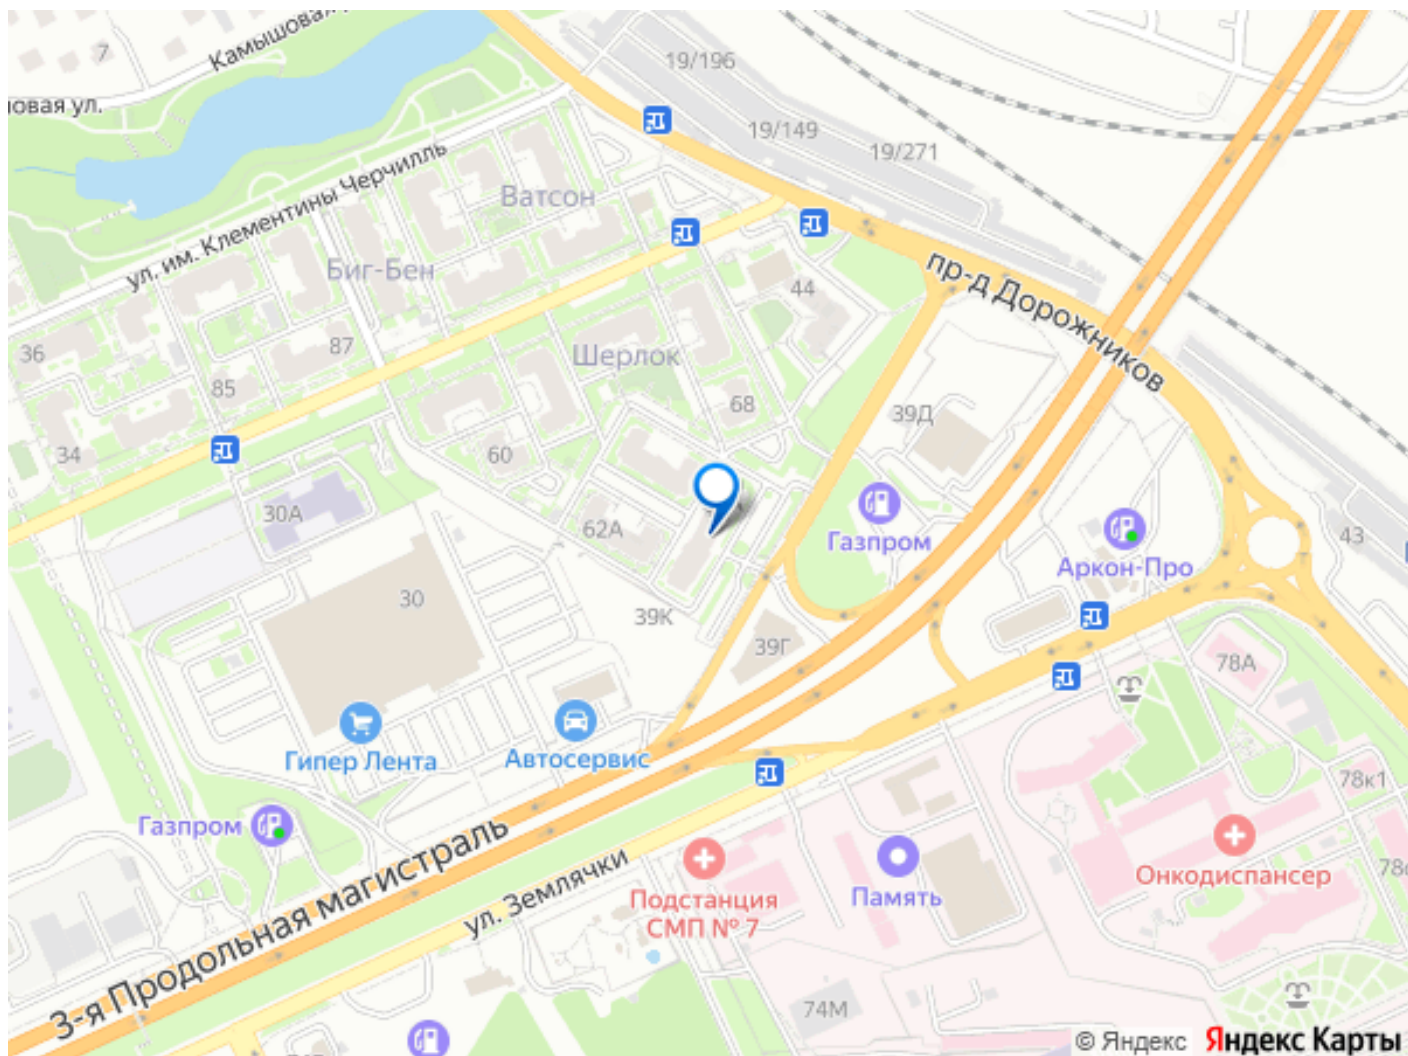 Камышовая
7
19/196
овая ул.
19/149
19/271
ул. им. Клементины Черчилль
Ватсон
Биг-Бен
пр-д Дорожников
44
36
87
Шерлок
85
68
39Д
34
60
30А
62А
Газпром
43
Аркон-Про
30
39К
39Г
78А
Гипер Лента
Автосервис
78к1
Газпром
3-я Продольная магистраль
ул. Землячки
Подстанция
СМП № 7
Память
Онкодиспансер
74М
© Яндекс
Яндекс Карты